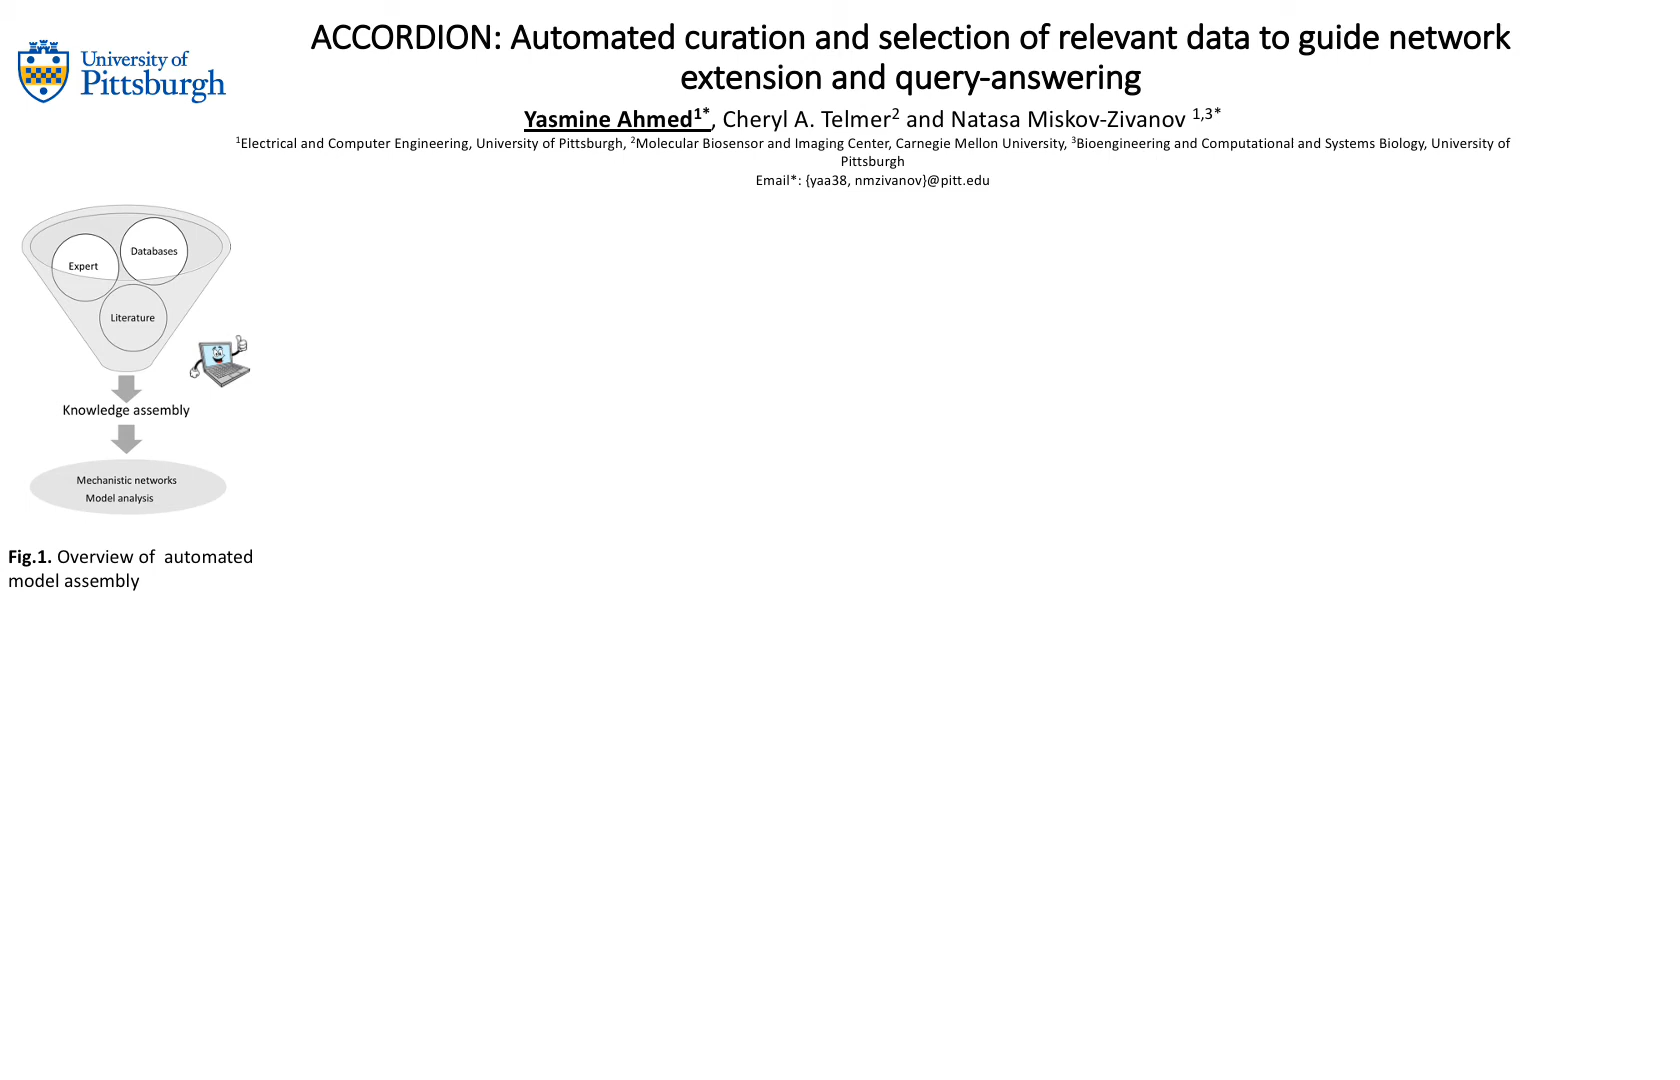 University of
Pittsburgh
ACCORDION: Automated curation and selection of relevant data to guide network
extension and query-answering
Yasmine Ahmed1*, Cheryl A. Telmer2 and Natasa Miskov-Zivanov 1,3*
1Electrical and Computer Engineering, University of Pittsburgh, 2Molecular Biosensor and Imaging Center, Carnegie Mellon University, 3Bioengineering and Computational and Systems Biology, University of
Pittsburgh
Email*: {yaa38, nmzivanov}@pitt.edu
Databases
Expert
Literature
Knowledge assembly
Mechanistic networks
Model analysis
Fig.1. Overview of automated
model assembly